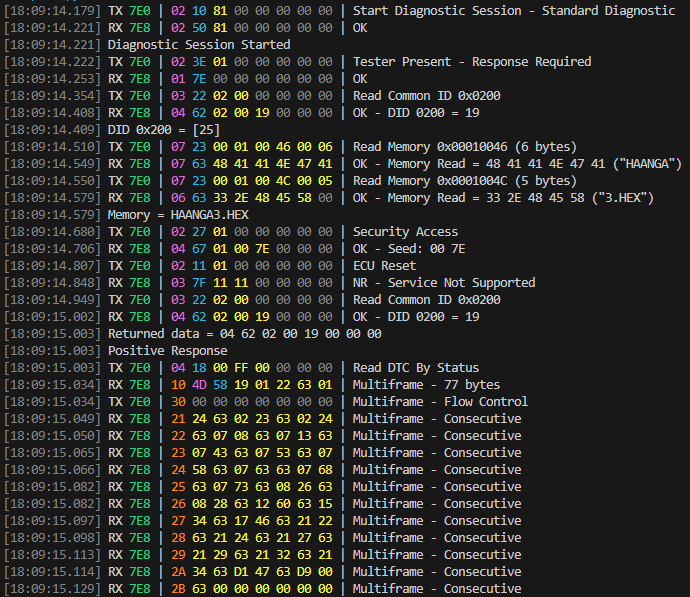 [18:09:14.179] TX 7E0 | 02 10 81 00 00 00 00 00 | Start Diagnostic Session - Standard Diagnostic
[18:09:14.221] RX 7E8 | 02 50 81 00 00 00 00 00 | OK
[18:09:14.221] Diagnostic Session Started
[18:09:14.222] TX 7E0 | 02 3E 01 00 00 00 00 00 | Tester Present - Response Required
[18:09:14.253] RX 7E8 | 01 7E 00 00 00 00 00 00 | OK
[18:09:14.354] TX 7E0 | 03 22 02 00 00 00 00 00 | Read Common ID 0x0200
[18:09:14.408] RX 7E8 | 04 62 02 00 19 00 00 00 | OK - DID 0200 = 19
[18:09:14.409] DID 0x200 = [25]
[18:09:14.510] TX 7E0 | 07 23 00 01 00 46 00 06 | Read Memory 0x00010046 (6 bytes)
[18:09:14.549] RX 7E8 | 07 63 48 41 41 4E 47 41 | OK - Memory Read = 48 41 41 4E 47 41 ("HAANGA")
[18:09:14.550] TX 7E0 | 07 23 00 01 00 4C 00 05 | Read Memory 0x0001004C (5 bytes)
[18:09:14.579] RX 7E8 | 06 63 33 2E 48 45 58 00 | OK - Memory Read = 33 2E 48 45 58 ("3.HEX")
[18:09:14.579] Memory = HAANGA3.HEX
[18:09:14.680] TX 7E0 | 02 27 01 00 00 00 00 00 | Security Access
[18:09:14.706] RX 7E8 | 04 67 01 00 7E 00 00 00 | OK - Seed: 00 7E
[18:09:14.807] TX 7E0 | 02 11 01 00 00 00 00 00 | ECU Reset
[18:09:14.848] RX 7E8 | 03 7F 11 11 00 00 00 00 | NR - Service Not Supported
[18:09:14.949] TX 7E0 | 03 22 02 00 00 00 00 00 | Read Common ID 0x0200
[18:09:15.002] RX 7E8 | 04 62 02 00 19 00 00 00 | OK - DID 0200 = 19
[18:09:15.003] Returned data = 04 62 02 00 19 00 00 00
[18:09:15.003] Positive Response
[18:09:15.003] TX 7E0 | 04 18 00 FF 00 00 00 00 | Read DTC By Status
[18:09:15.034] RX 7E8 | 10 4D 58 19 01 22 63 01 | Multiframe - 77 bytes
[18:09:15.034] TX 7E0 | 30 00 00 00 00 00 00 00 | Multiframe - Flow Control
[18:09:15.049] RX 7E8 | 21 24 63 02 23 63 02 24 | Multiframe - Consecutive
[18:09:15.050] RX 7E8 | 22 63 07 08 63 07 13 63 | Multiframe - Consecutive
[18:09:15.065] RX 7E8 | 23 07 43 63 07 53 63 07 | Multiframe - Consecutive
[18:09:15.066] RX 7E8 | 24 58 63 07 63 63 07 68 | Multiframe - Consecutive
[18:09:15.082] RX 7E8 | 25 63 07 73 63 08 26 63 | Multiframe - Consecutive
[18:09:15.082] RX 7E8 | 26 08 28 63 12 60 63 15 | Multiframe - Consecutive
[18:09:15.097] RX 7E8 | 27 34 63 17 46 63 21 22 | Multiframe - Consecutive
[18:09:15.098] RX 7E8 | 28 63 21 24 63 21 27 63 | Multiframe - Consecutive
[18:09:15.113] RX 7E8 | 29 21 29 63 21 32 63 21 | Multiframe - Consecutive
[18:09:15.114] RX 7E8 | 2A 34 63 D1 47 63 D9 00 | Multiframe - Consecutive
[18:09:15.129] RX 7E8 | 2B 63 00 00 00 00 00 00 | Multiframe - Consecutive